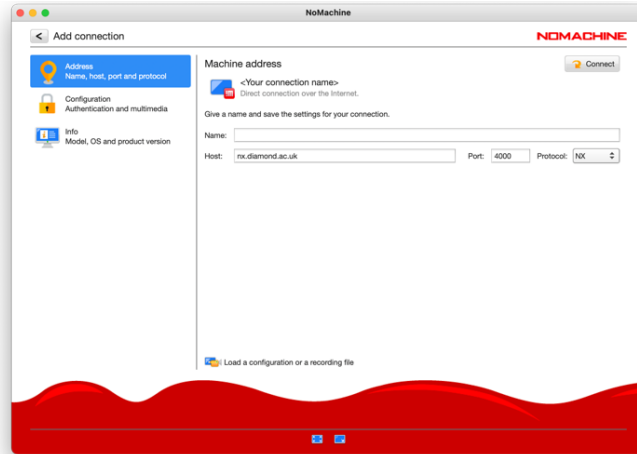 NoMachine
< Add connection
NOMACHINE
Address
Name, host, port and protocol
Configuration
Authentication and multimedia
Info
Model, OS and product version
Machine address
Connect
<Your connection name>
Direct connection over the Internet.
Give a name and save the settings for your connection.
Name:
Host: nx.diamond.ac.uk Port: 4000 Protocol: NX
Load a configuration or a recording file